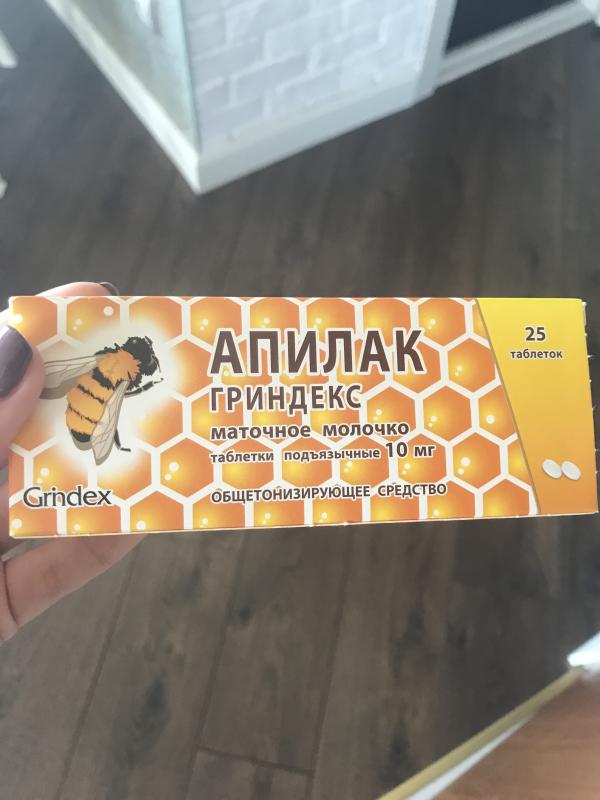 АПИЛАК
ГРИНДЕКС
маточное молочко
таблетки подъязычные 10 мг
ОБЩЕТОНИЗИРУЮЩЕЕ СРЕДСТВО
Grindex
25
таблеток